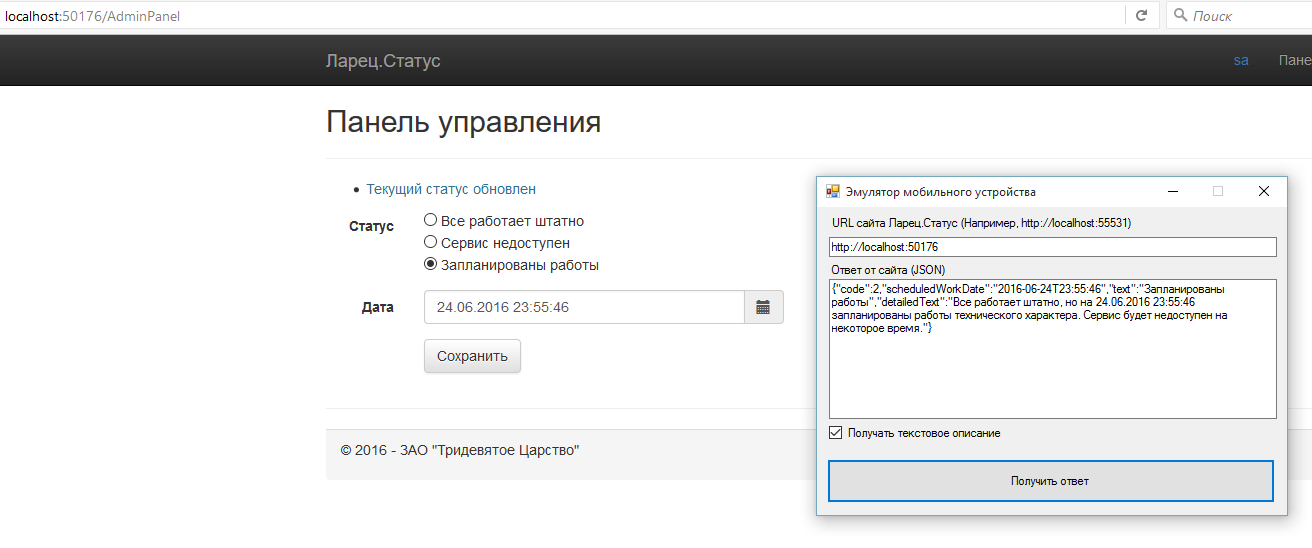 localhost:50176/AdminPanel
Поиск
Ларец.Статус
sa
Пане
Панель управления
Текущий статус обновлен
Статус
Все работает штатно
Сервис недоступен
Запланированы работы
Дата
24.06.2016 23:55:46
Сохранить
© 2016 - ЗАО "Тридевятое Царство"
Эмулятор мобильного устройства
URL сайта Ларец.Статус (Например, http://localhost:55531)
http://localhost:50176
Ответ от сайта (JSON)
{"code":2,"scheduledWorkDate":"2016-06-24T23:55:46","text":"Запланированы
работы","detailedText":"Все работает штатно, но на 24.06.2016 23:55:46
запланированы работы технического характера. Сервис будет недоступен на
некоторое время."}
Получать текстовое описание
Получить ответ